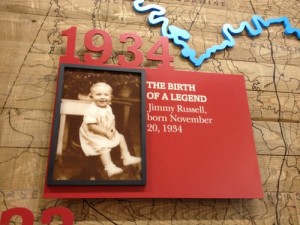 1934
THE BIRTH
OF A LEGEND
Jimmy Russell,
born November
20, 1934